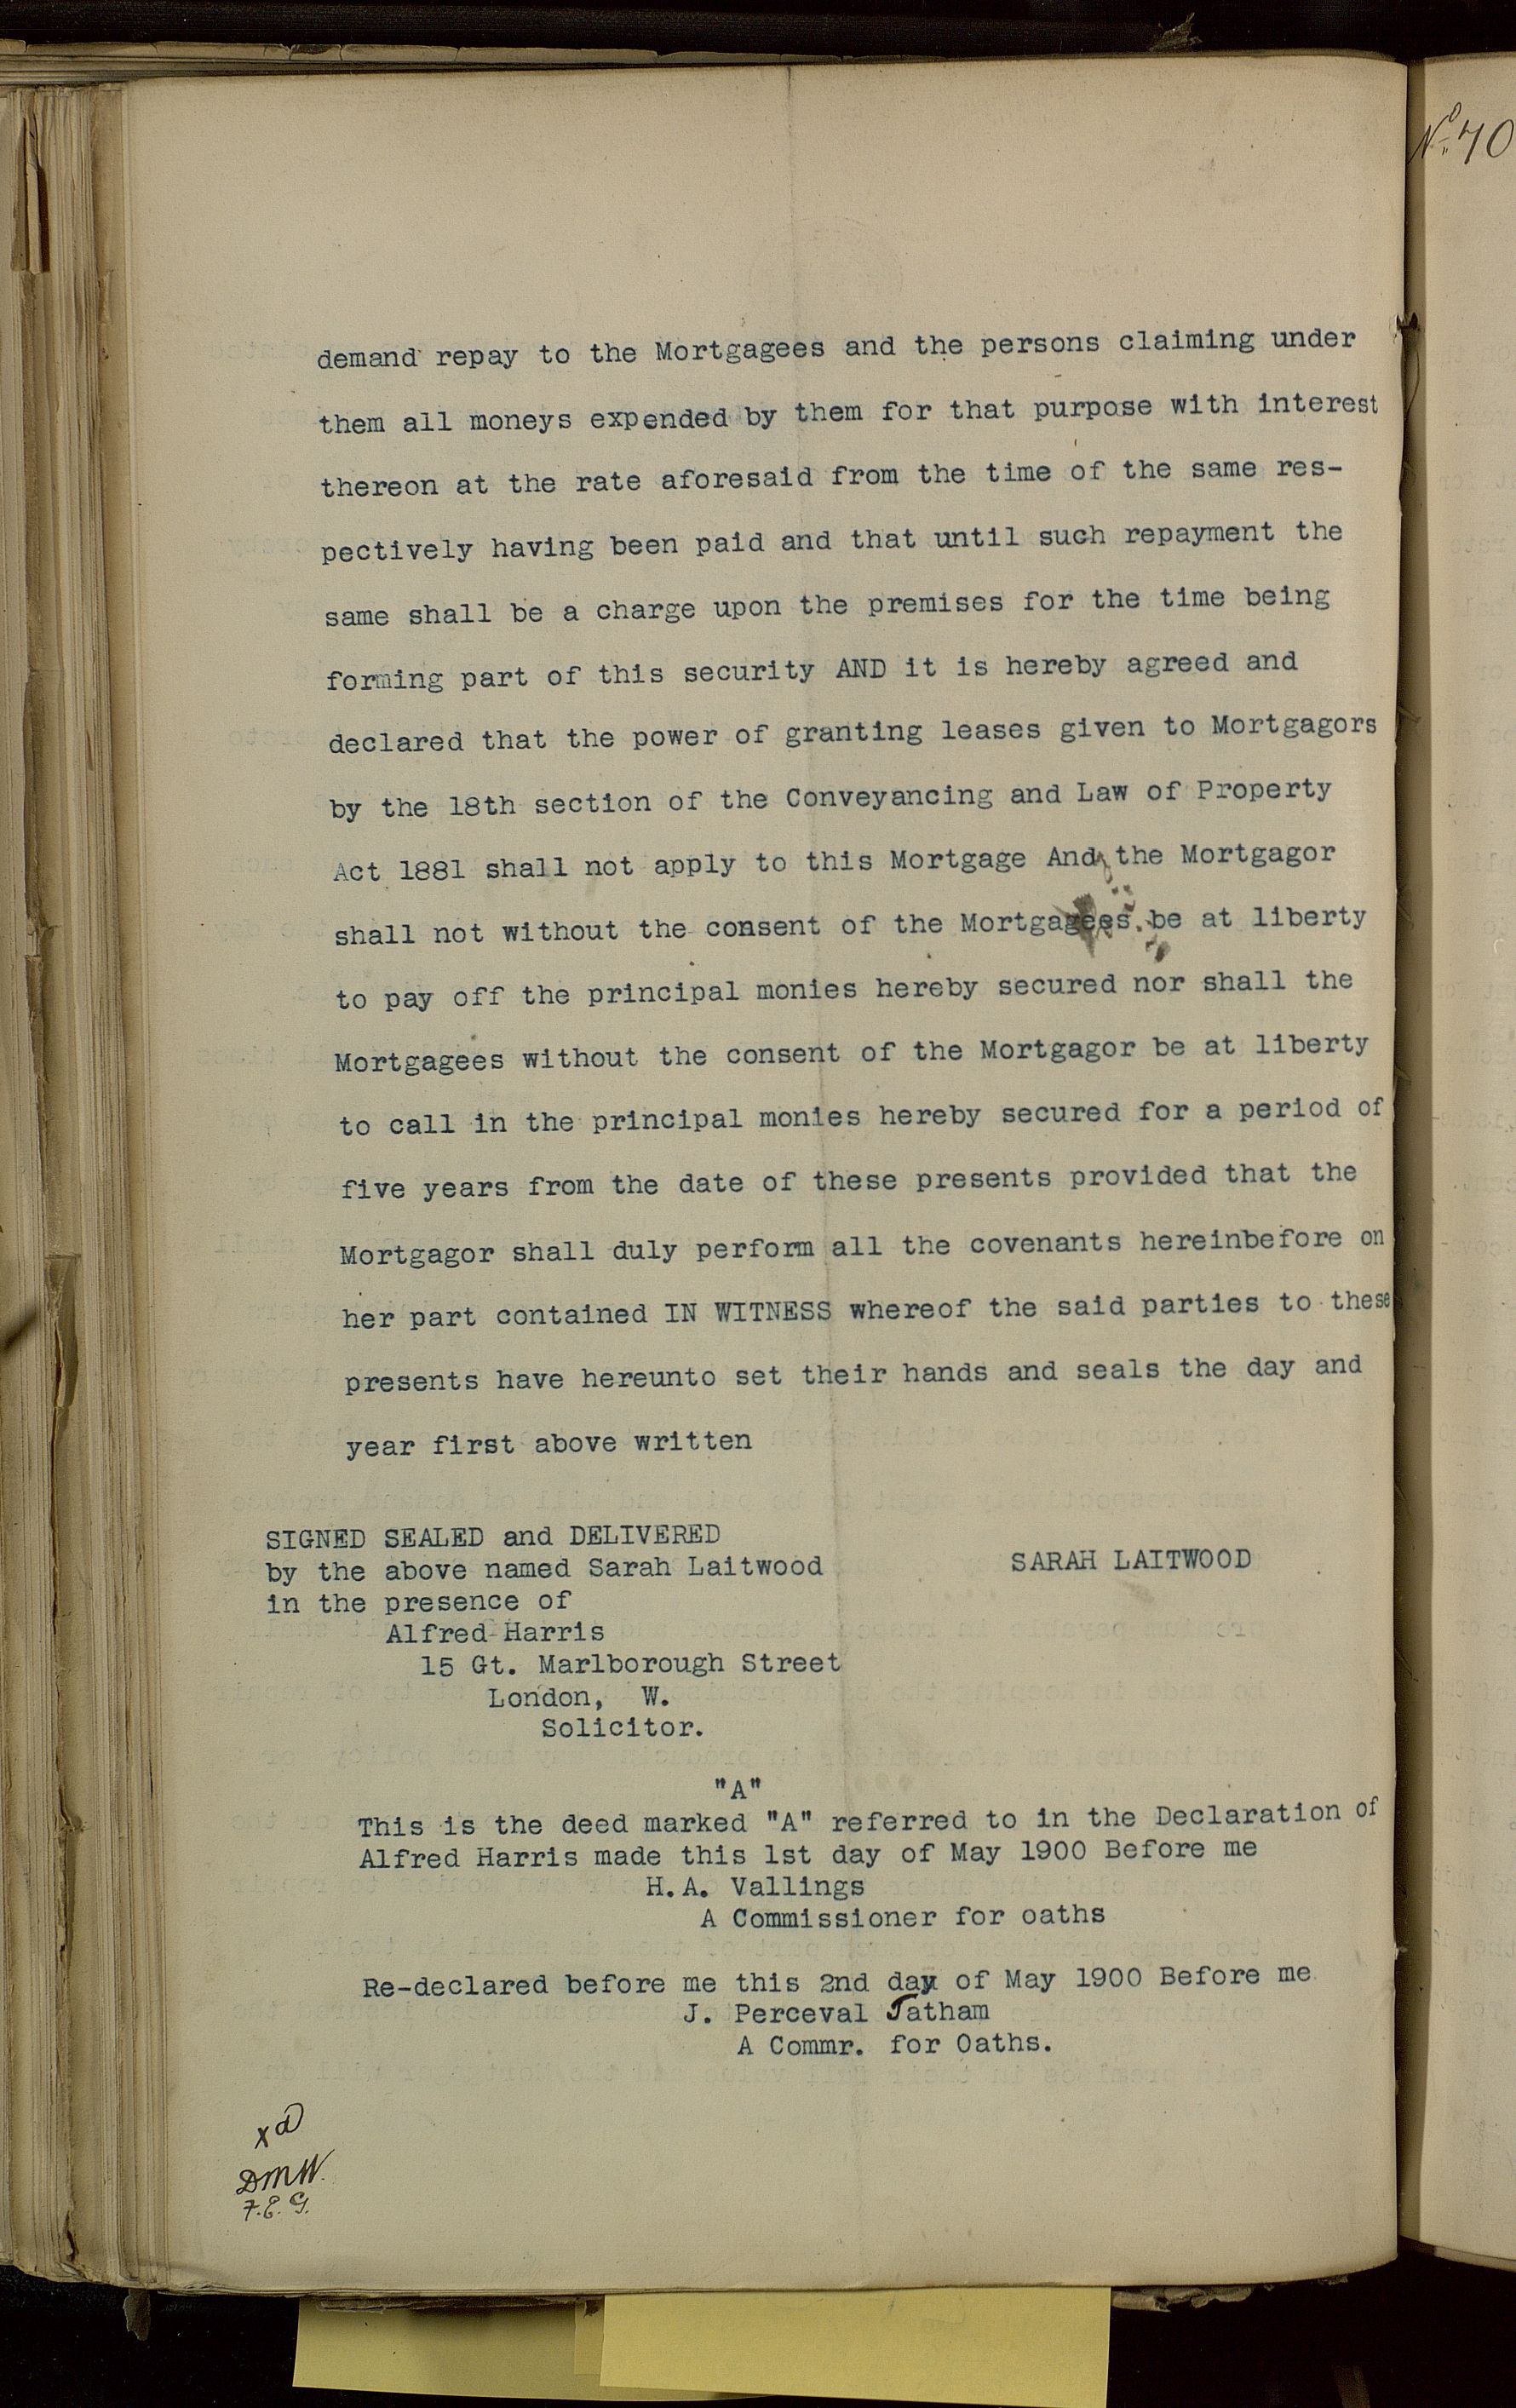 demand repay to the Mortgagees and the persons claiming under
them all moneys expended by them for that purpose with interest
thereon at the rate aforesaid from the time of the same res-
pectively having been paid and that until such repayment the
same shall be a charge upon the premises for the time being
forming part of this security AND it is hereby agreed and
declared that the power of granting leases given to Mortgagors
by the 18th section of the Conveyancing and Law of Property
Act 1881 shall not apply to this Mortgage And the Mortgagor
shall not without the consent of the Mortgagees be at liberty
to pay off the principal monies hereby secured nor shall the
Mortgagees without the consent of the Mortgagor be at liberty
to call in the principal monies hereby secured for a period of
five years from the date of these presents provided that the
Mortgagor shall duly perform all the covenants hereinbefore on
her part contained IN WITNESS whereof the said parties to these
presents have hereunto set their hands and seals the day and
year first above written
SIGNED SEALED and DELIVERED
by the above named Sarah Laitwood SARAH LAITWOOD
in the presence of
Alfred Harris
15 Gt. Marlborough Street
London, W.
Solicitor.
"A"
This is the deed marked "A" referred to in the Declaration of
Alfred Harris made this 1st day of May 1900 Before me
H.A. Vallings
A Commissioner for oaths
Re-declared before me this 2nd day of May 1900 Before me
J. Perceval Tatham
A Commr. for Oaths.
xd
DMW.
F.E.G.
No. 70